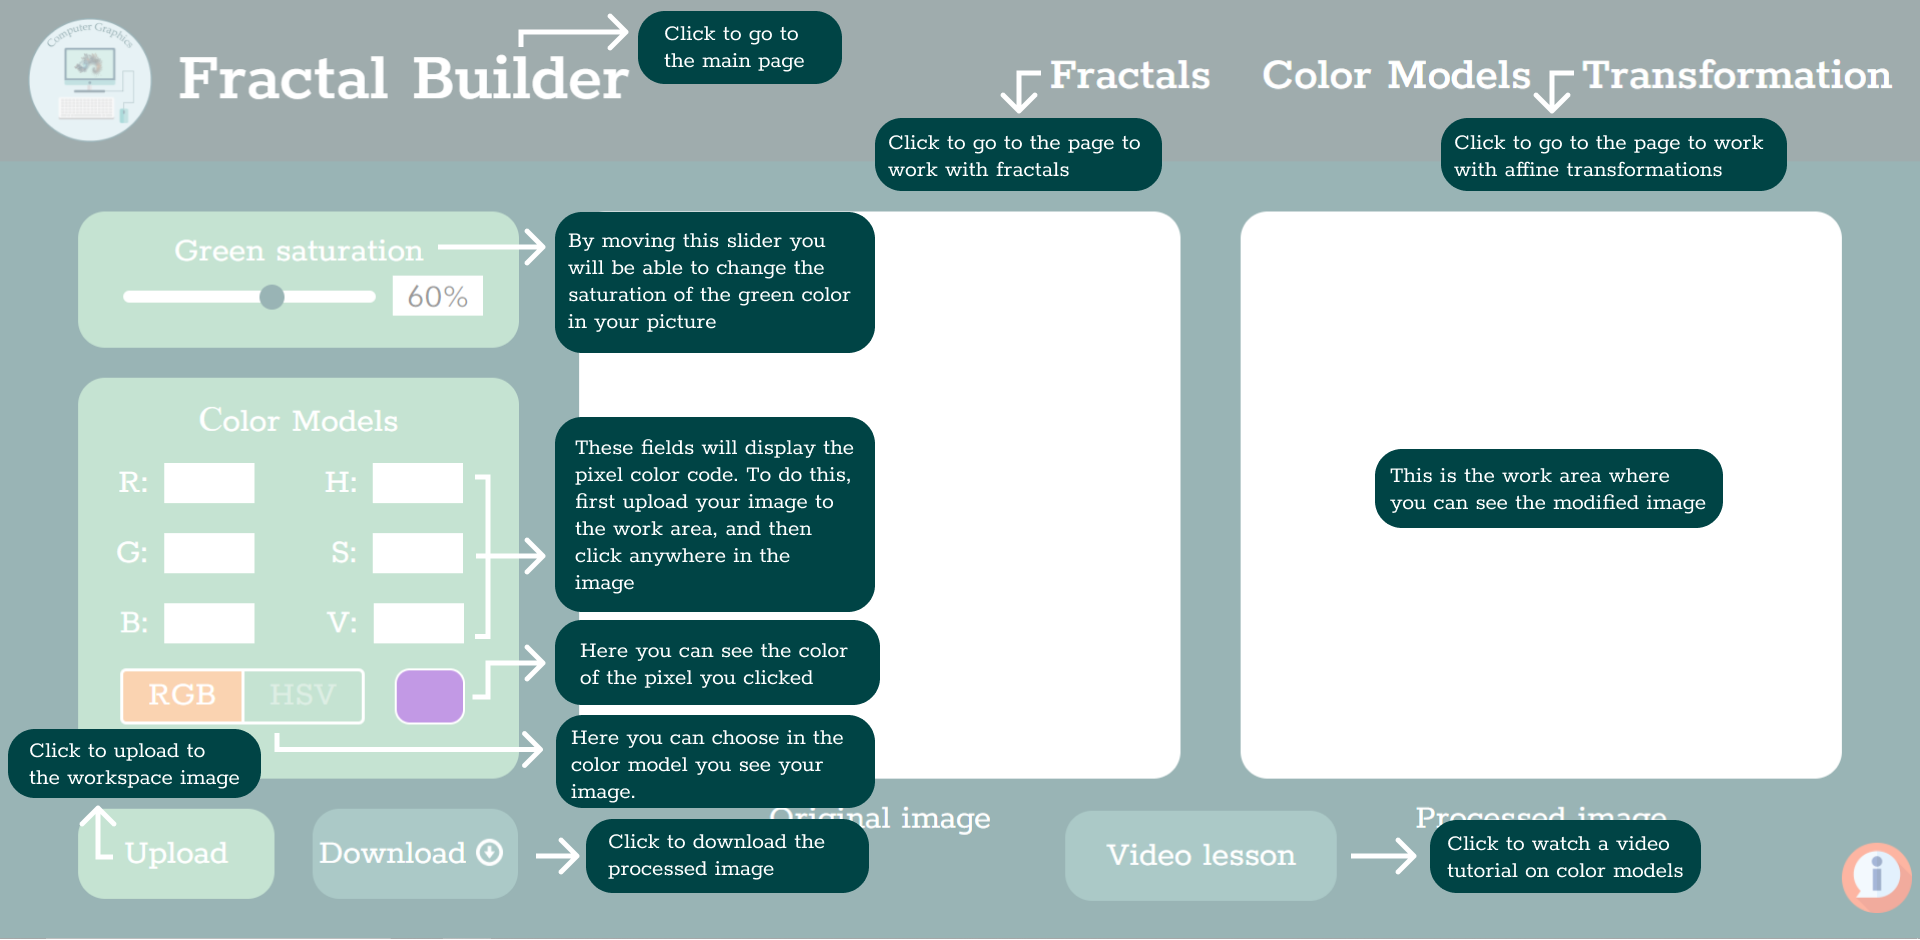 Computer Graphics
Fractal Builder
Click to go to
the main page
Fractals
Color Models
Transformation
Click to go to the page to
work with fractals
Click to go to the page to work
with affine transformations
Green saturation
60%
By moving this slider you
will be able to change the
saturation of the green color
in your picture
Color Models
R:
H:
G:
S:
B:
V:
RGB
HSV
These fields will display the
pixel color code. To do this,
first upload your image to
the work area, and then
click anywhere in the
image
This is the work area where
you can see the modified image
Here you can see the color
of the pixel you clicked
Here you can choose in the
color model you see your
image.
Click to upload to
the workspace image
Original image
Processed image
Upload
Download
Click to download the
processed image
Video lesson
Click to watch a video
tutorial on color models
i